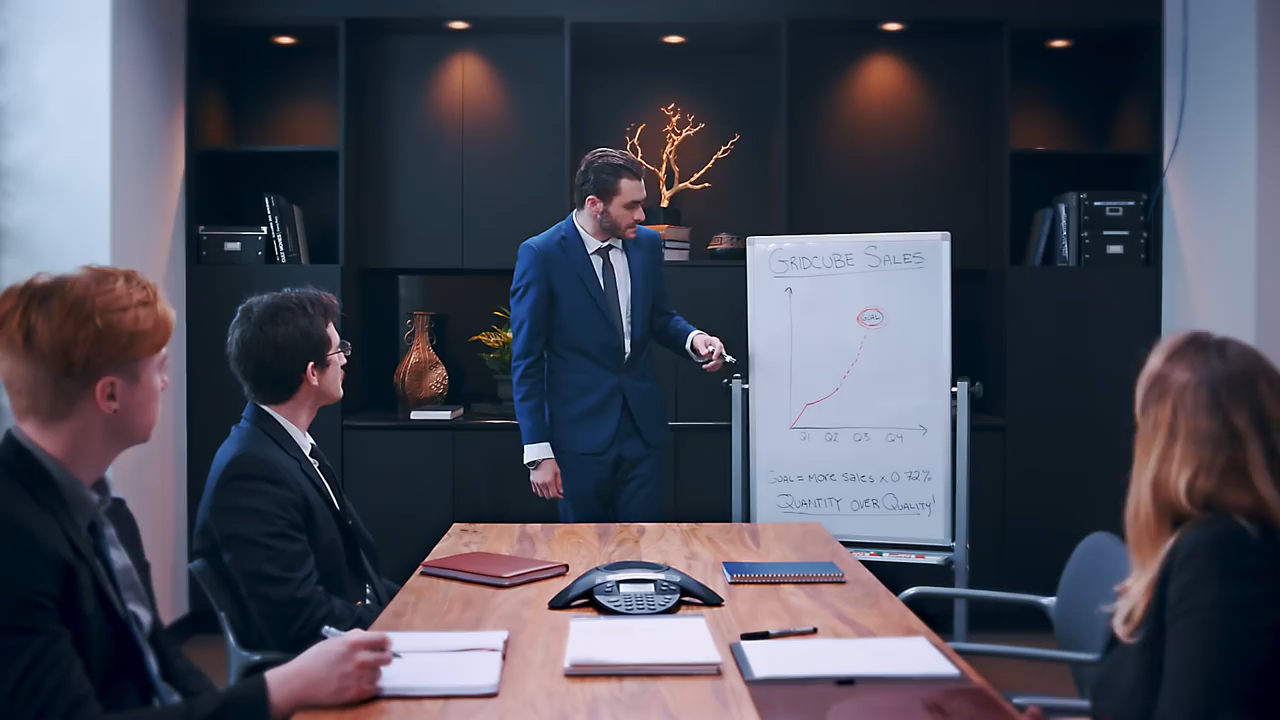 GRIDCUBE SALES
GOAL
Q1 Q2 Q3 Q4
GOAL = MORE SALES x 0.72%
QUANTITY OVER QUALITY!